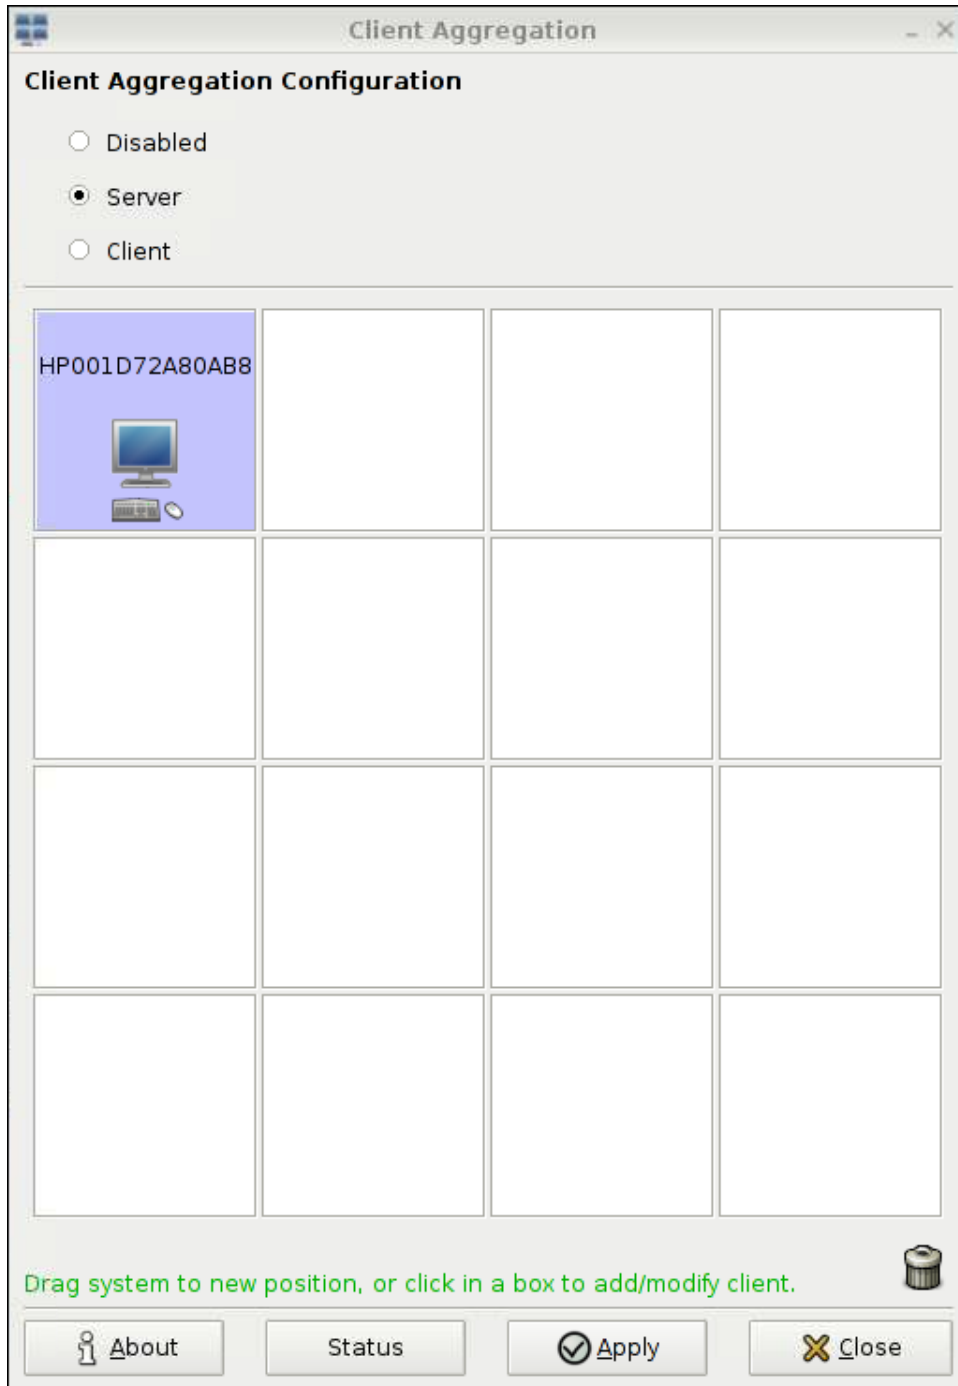 Client Aggregation
Client Aggregation Configuration
Disabled
Server
Client
HP001D72A80AB8
Drag system to new position, or click in a box to add/modify client.
About
Status
Apply
Close